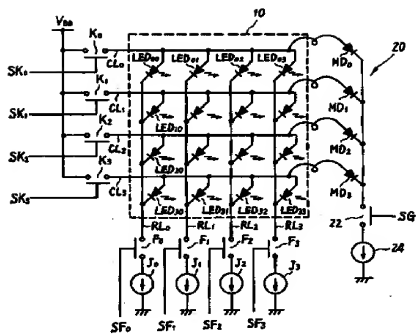 10
VDD
K0
CL0
LED00
LED01
LED02
LED03
MD0
20
SK1
K1
CL1
MD1
SK1
K2
LED10
CL2
MD2
SK2
K3
LED20
CL3
MD3
SK3
LED30
LED31
LED32
LED33
RL0
RL1
RL2
RL3
SG
22
F0
F1
F2
F3
24
J0
J1
J2
J3
SF0
SF1
SF2
SF3